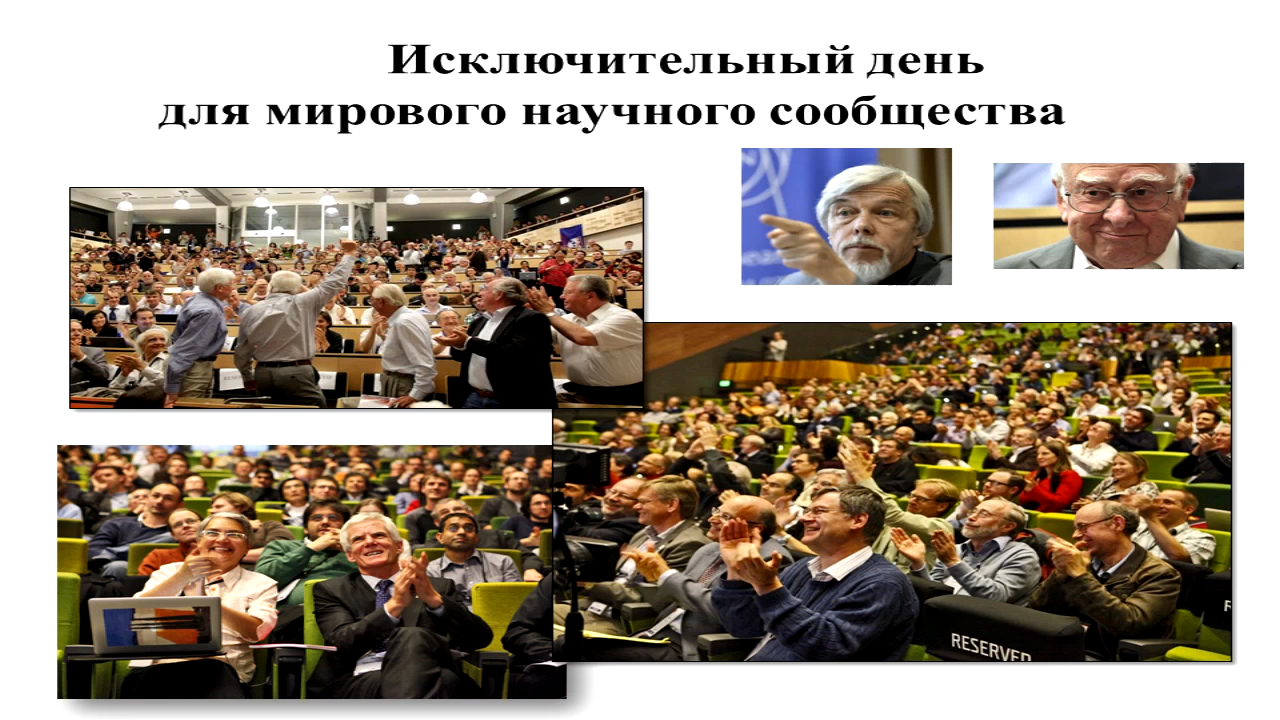 Исключительный день
для мирового научного сообщества
RESERVED